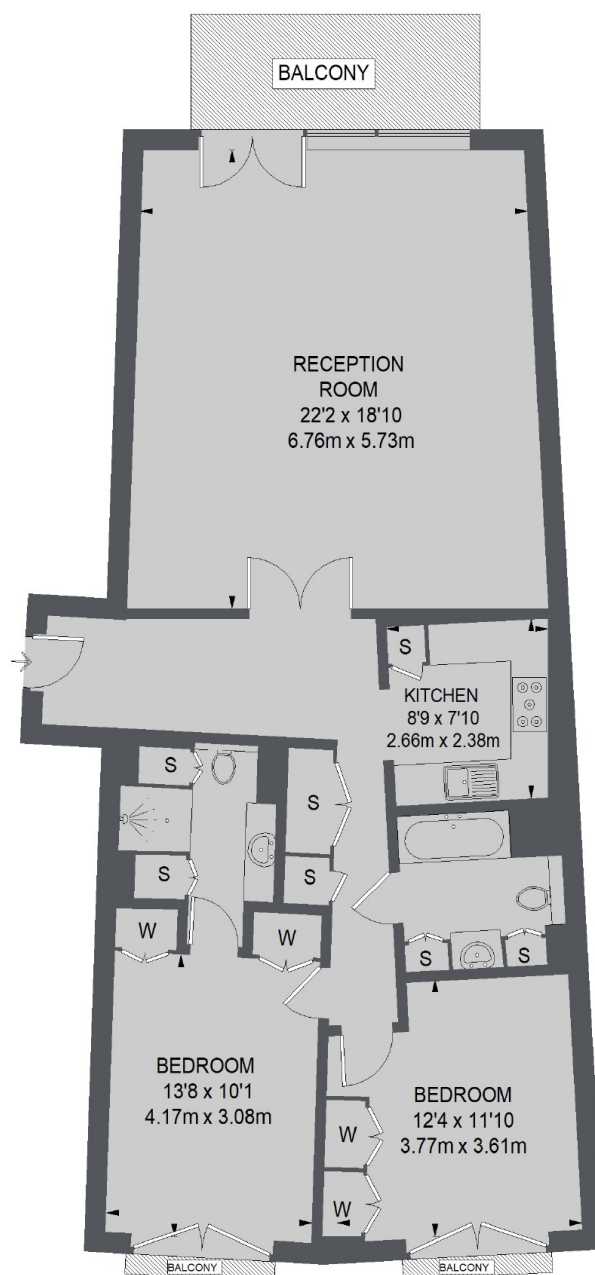 BALCONY
RECEPTION
ROOM
22'2 x 18'10
6.76m x 5.73m
S
KITCHEN
8'9 x 7'10
2.66m x 2.38m
S
S
S
S
W
W
S
S
BEDROOM
13'8 x 10'1
4.17m x 3.08m
BEDROOM
12'4 x 11'10
3.77m x 3.61m
W
W
BALCONY
BALCONY